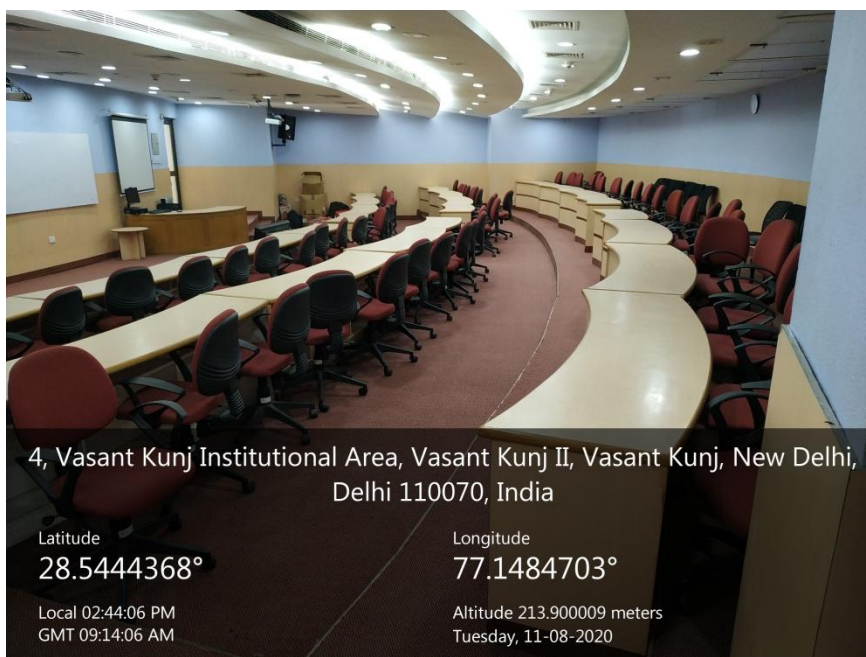 4, Vasant Kunj Institutional Area, Vasant Kunj II, Vasant Kunj, New Delhi,
Delhi 110070, India
Latitude
28.5444368°
Longitude
77.1484703°
Local 02:44:06 PM
GMT 09:14:06 AM
Altitude 213.900009 meters
Tuesday, 11-08-2020